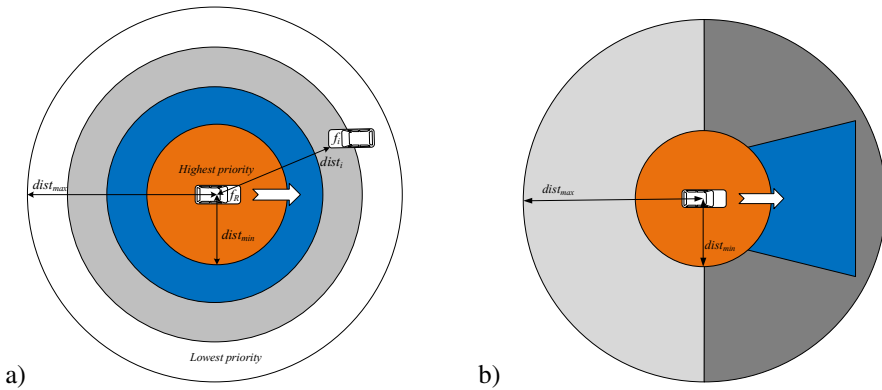 Highest priority
f_i
dist_i
dist_max
f_R
dist_min
Lowest priority
a)
dist_max
dist_min
b)